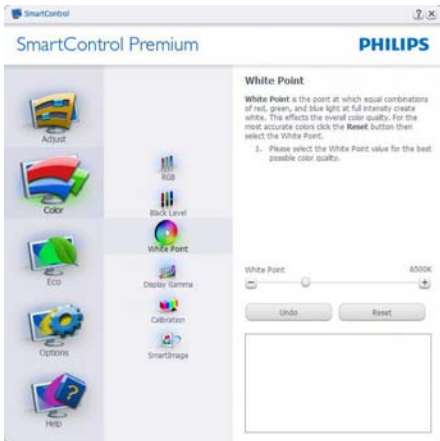 SmartControl
SmartControl Premium
PHILIPS
Adjust
Color
Eco
Options
Help
RGB
Black Level
White Point
Display Gamma
Calibration
SmartImage
White Point
White Point is the point at which equal combinations
of red, green, and blue light at full intensity create
white. This effects the overall color quality. For the
most accurate colors click the Reset button then
select the White Point.
1. Please select the White Point value for the best
possible color quality.
White Point 6500K
Undo Reset